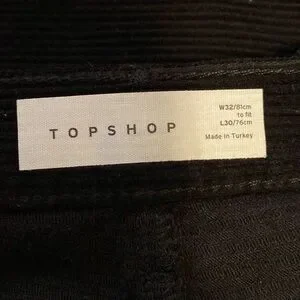 TOPSHOP
W32/81cm
to fit
L30/76cm
Made in Turkey